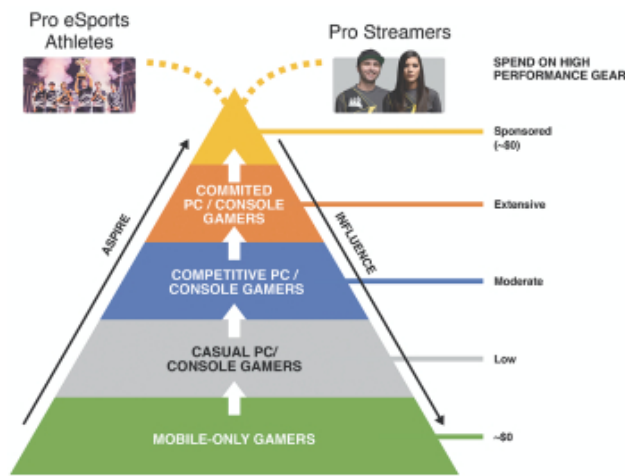 Pro eSports
Athletes
Pro Streamers
SPEND ON HIGH
PERFORMANCE GEAR
Sponsored
(~$0)
COMMITED
PC / CONSOLE
GAMERS
Extensive
ASPIRE
INFLUENCE
COMPETITIVE PC /
CONSOLE GAMERS
Moderate
CASUAL PC/
CONSOLE GAMERS
Low
MOBILE-ONLY GAMERS
~$0